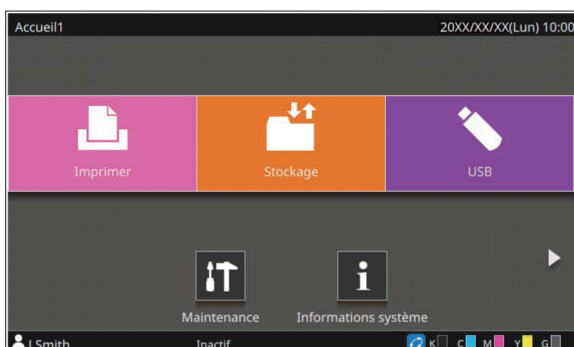 Accueil1 20XX/XX/XX(Lun) 10:00
Imprimer Stockage USB
Maintenance Informations système
J.Smith Inactif K C M Y G